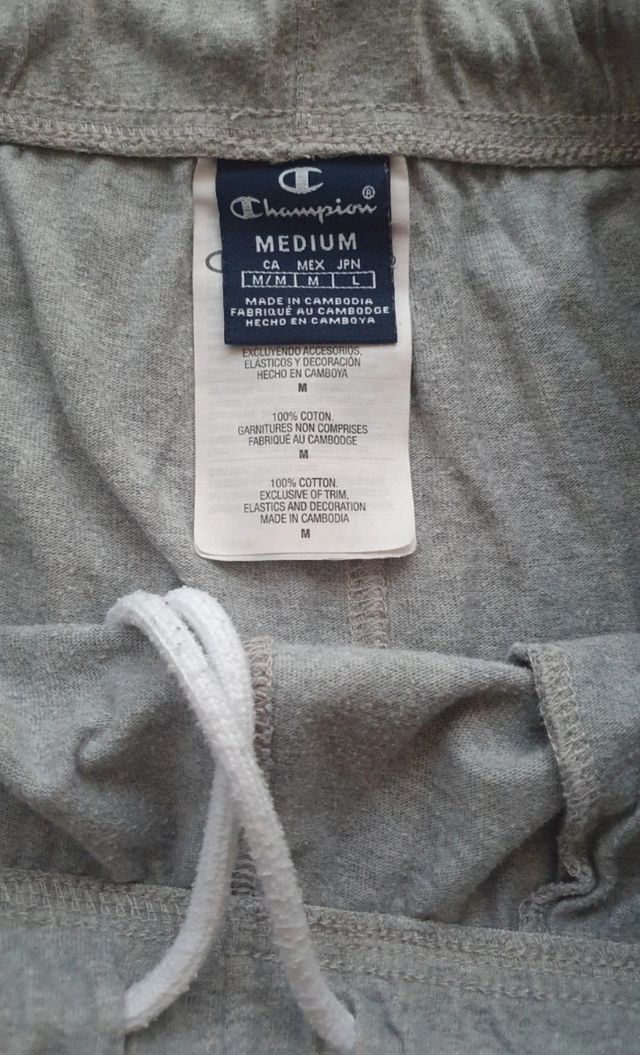 Champion®
MEDIUM
CA MEX JPN
M/M M L
MADE IN CAMBODIA
FABRIQUÉ AU CAMBODGE
HECHO EN CAMBOYA
EXCLUYENDO ACCESORIOS,
ELÁSTICOS Y DECORACIÓN
HECHO EN CAMBOYA
M
100% COTON.
GARNITURES NON COMPRISES
FABRIQUÉ AU CAMBODGE
M
100% COTTON.
EXCLUSIVE OF TRIM,
ELASTICS AND DECORATION
MADE IN CAMBODIA
M